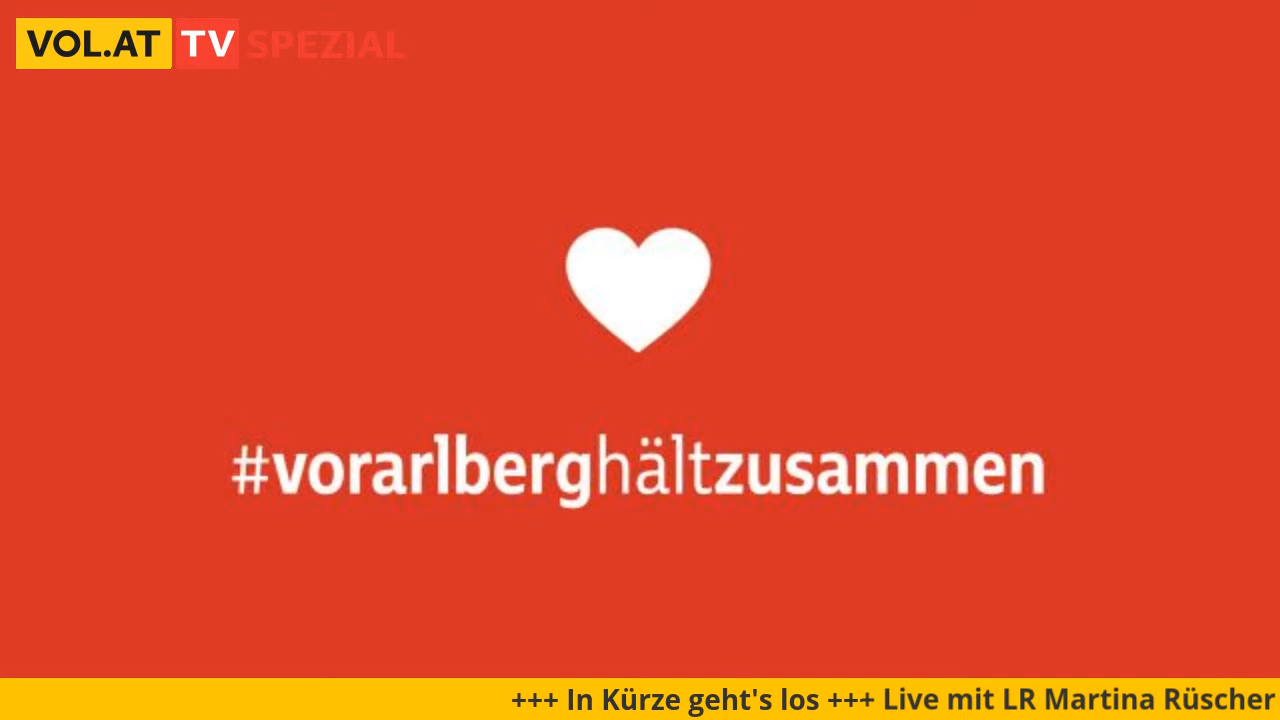 VOL.AT TV SPEZIAL
#vorarlberghältzusammen
+++ In Kürze geht's los +++ Live mit LR Martina Rüscher